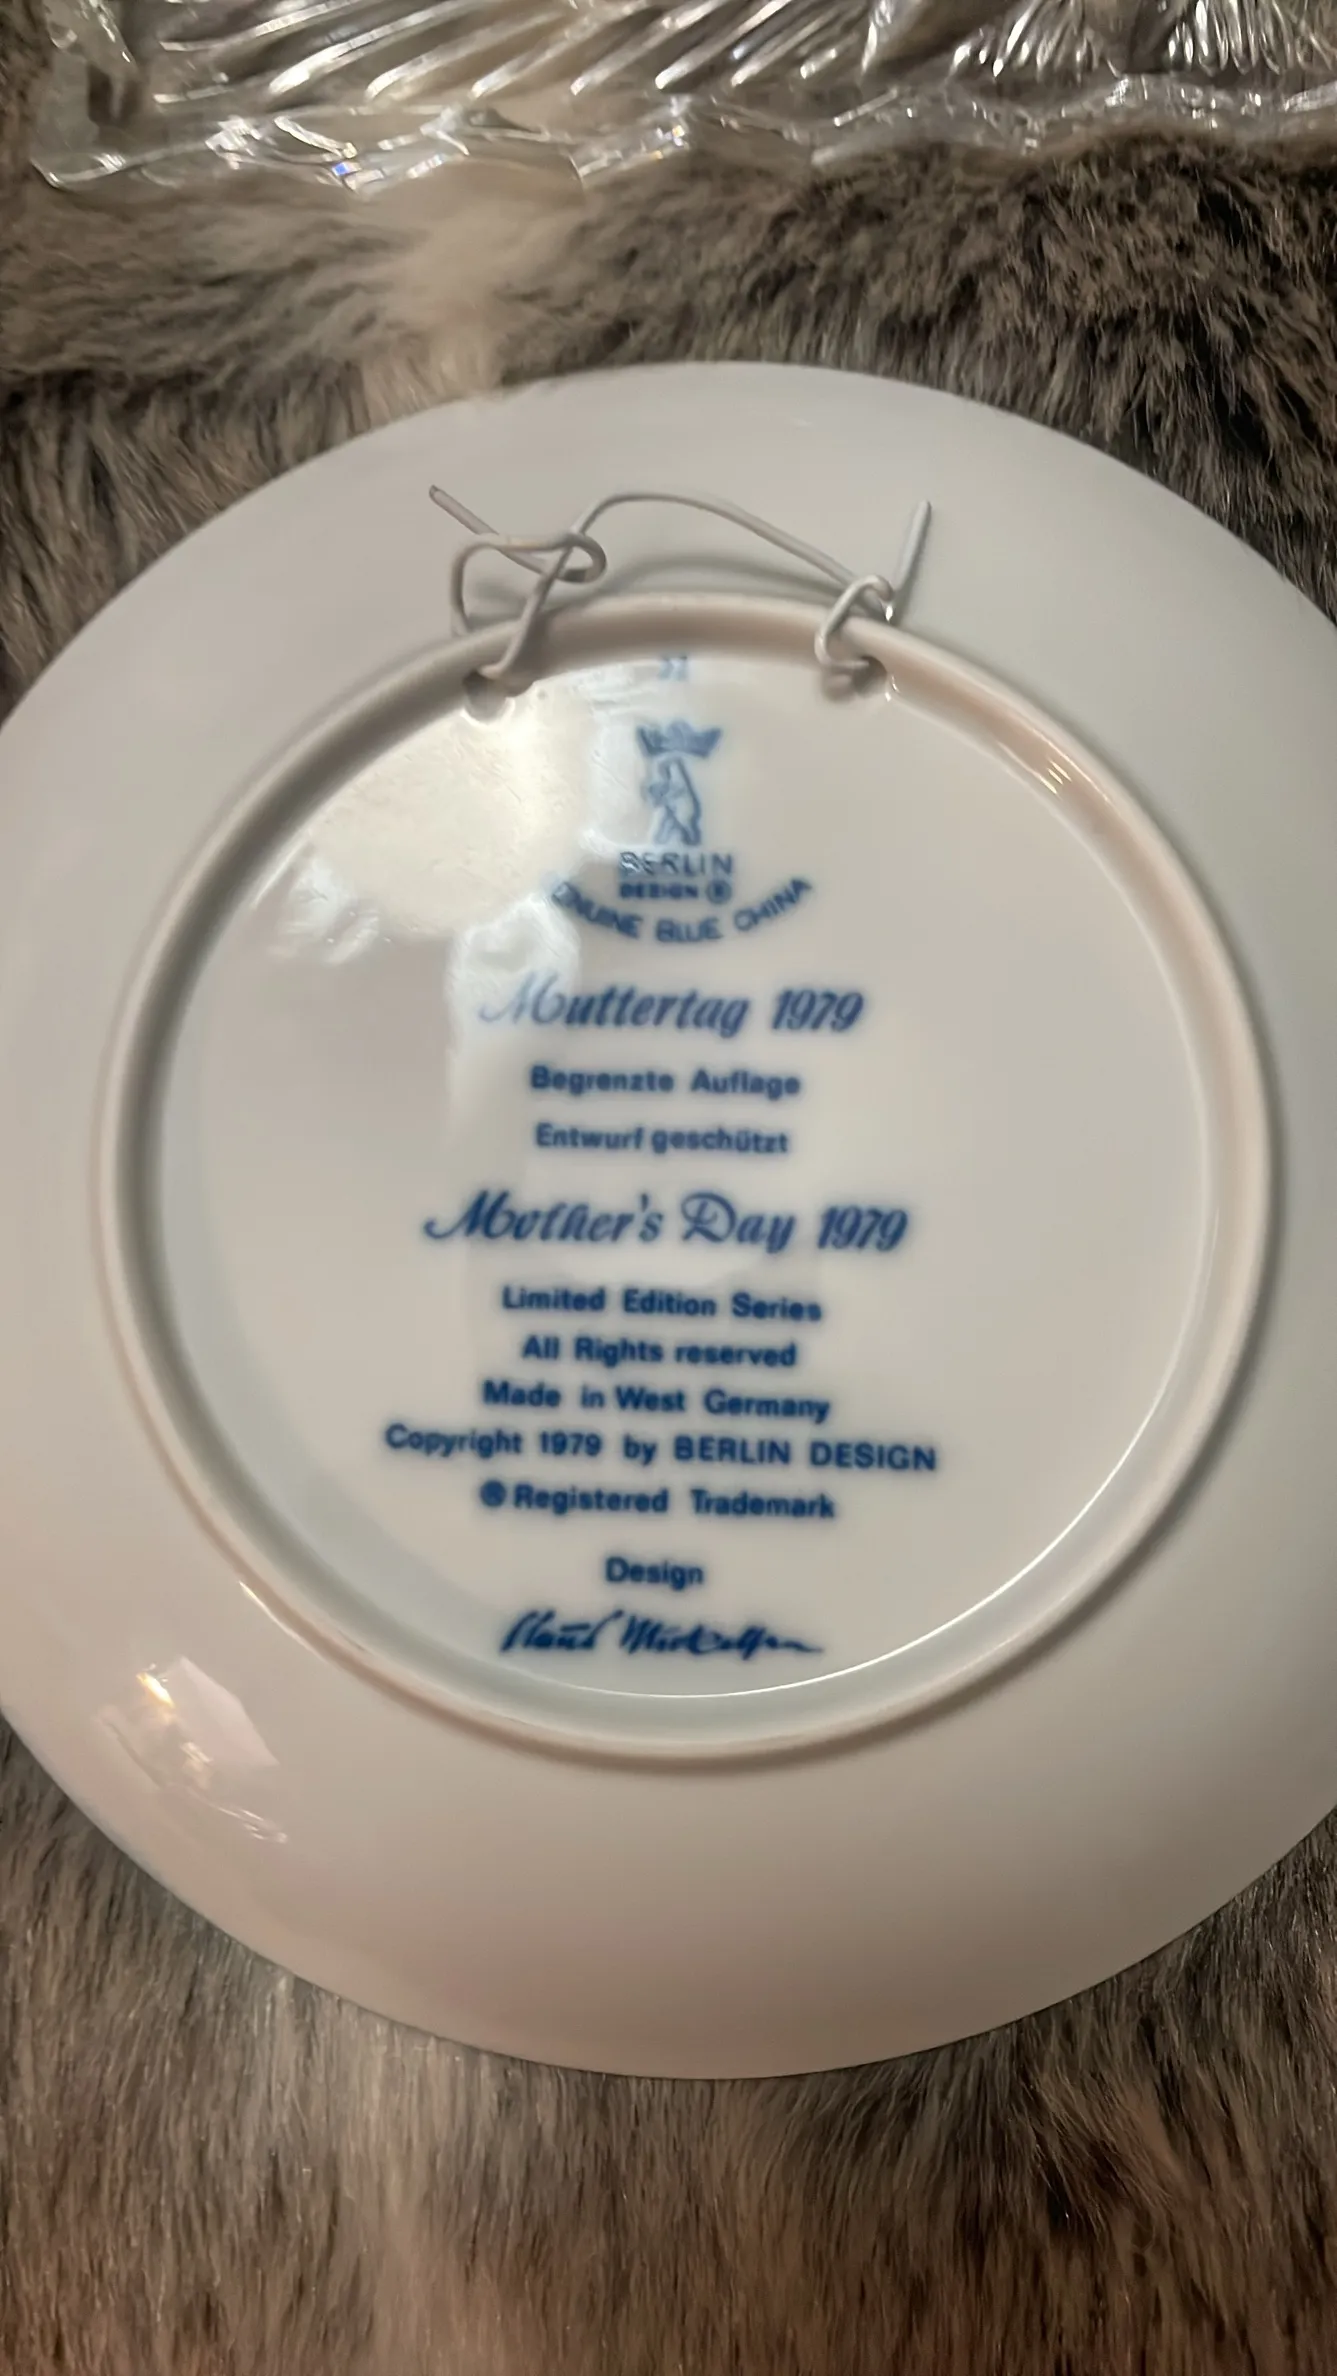 BERLIN
DESIGN ®
GENUINE BLUE CHINA
Muttertag 1979
Begrenzte Auflage
Entwurf geschützt
Mother's Day 1979
Limited Edition Series
All Rights reserved
Made in West Germany
Copyright 1979 by BERLIN DESIGN
® Registered Trademark
Design